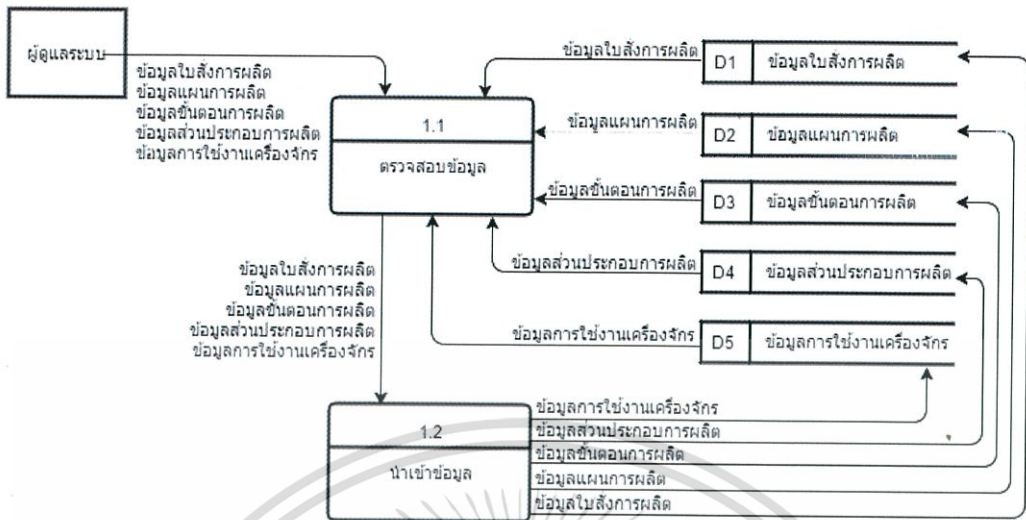 ผู้ดูแลระบบ
ข้อมูลใบสั่งการผลิต
ข้อมูลแผนการผลิต
ข้อมูลขั้นตอนการผลิต
ข้อมูลส่วนประกอบการผลิต
ข้อมูลการใช้งานเครื่องจักร
1.1
ตรวจสอบข้อมูล
ข้อมูลใบสั่งการผลิต
D1 ข้อมูลใบสั่งการผลิต
ข้อมูลแผนการผลิต
D2 ข้อมูลแผนการผลิต
ข้อมูลขั้นตอนการผลิต
D3 ข้อมูลขั้นตอนการผลิต
ข้อมูลส่วนประกอบการผลิต
D4 ข้อมูลส่วนประกอบการผลิต
ข้อมูลการใช้งานเครื่องจักร
D5 ข้อมูลการใช้งานเครื่องจักร
ข้อมูลใบสั่งการผลิต
ข้อมูลแผนการผลิต
ข้อมูลขั้นตอนการผลิต
ข้อมูลส่วนประกอบการผลิต
ข้อมูลการใช้งานเครื่องจักร
1.2
นำเข้าข้อมูล
ข้อมูลการใช้งานเครื่องจักร
ข้อมูลส่วนประกอบการผลิต
ข้อมูลขั้นตอนการผลิต
ข้อมูลแผนการผลิต
ข้อมูลใบสั่งการผลิต